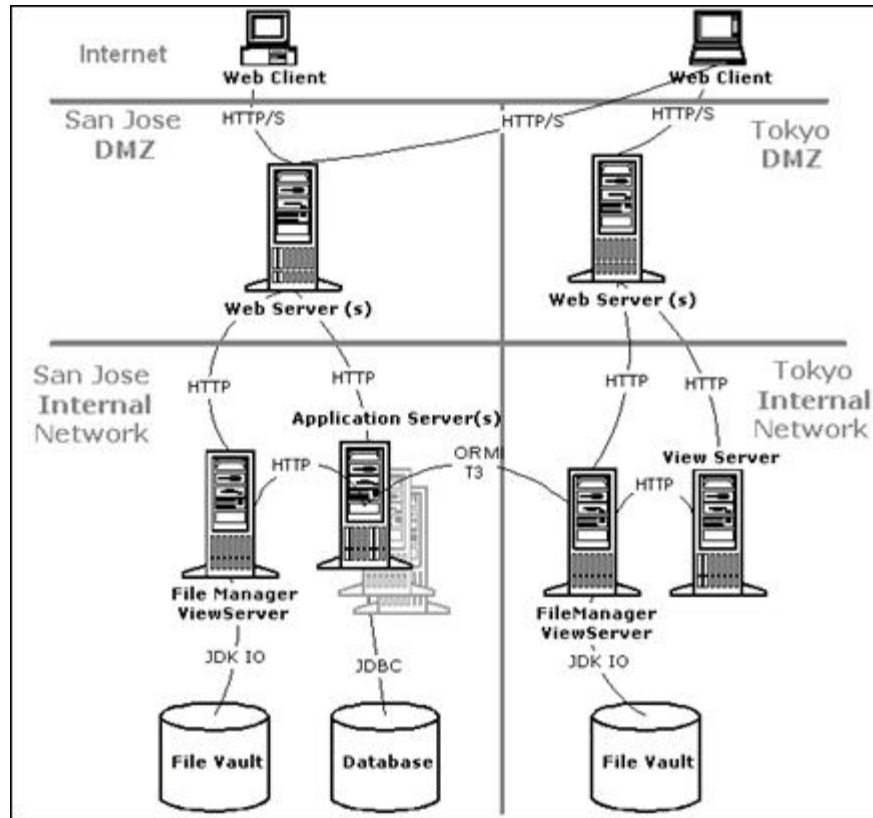 Internet
Web Client
Web Client
San Jose
DMZ
HTTP/S
HTTP/S
HTTP/S
Tokyo
DMZ
Web Server (s)
Web Server (s)
San Jose
Internal
Network
HTTP
HTTP
HTTP
HTTP
Tokyo
Internal
Network
Application Server(s)
View Server
HTTP
ORMI
T3
HTTP
File Manager
ViewServer
FileManager
ViewServer
JDK IO
JDBC
JDK IO
File Vault
Database
File Vault